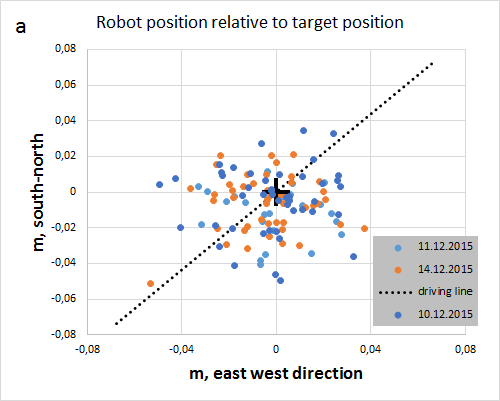 a
Robot position relative to target position
0,08
0,06
0,04
0,02
0
-0,02
-0,04
-0,06
-0,08
m, south-north
-0,08 -0,04 0 0,04 0,08
m, east west direction
11.12.2015
14.12.2015
driving line
10.12.2015